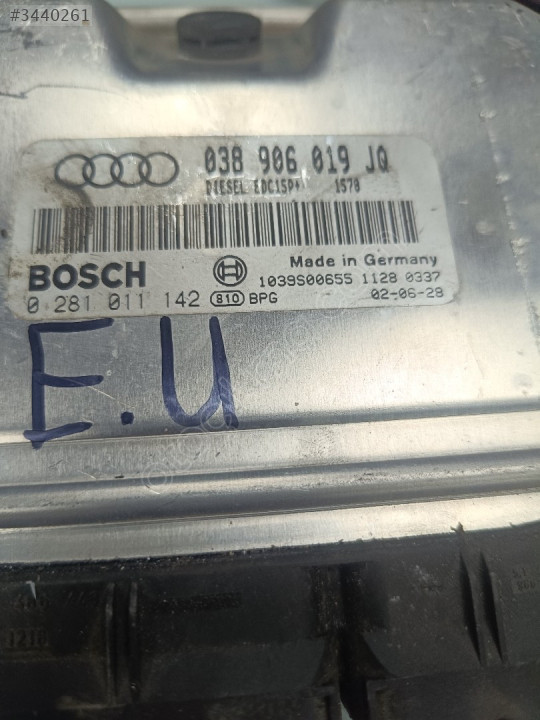 #3440261
038 906 019 JQ
DIESEL EDC15P+ 1578
Made in Germany
BOSCH
1039S00655 1128 0337
0 281 011 142 810 BPG 02-06-28
E.U